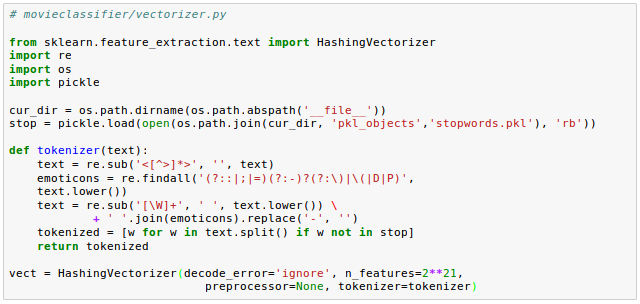 # movieclassifier/vectorizer.py
from sklearn.feature_extraction.text import HashingVectorizer
import re
import os
import pickle
cur_dir = os.path.dirname(os.path.abspath('__file__'))
stop = pickle.load(open(os.path.join(cur_dir, 'pkl_objects','stopwords.pkl'), 'rb'))
def tokenizer(text):
    text = re.sub('<[^>]*>', '', text)
    emoticons = re.findall('(?::|;|=)(?:-)?(?:\)|\(|D|P)',
    text.lower())
    text = re.sub('[\W]+', ' ', text.lower()) \
            + ' '.join(emoticons).replace('-', '')
    tokenized = [w for w in text.split() if w not in stop]
    return tokenized
vect = HashingVectorizer(decode_error='ignore', n_features=2**21,
                            preprocessor=None, tokenizer=tokenizer)